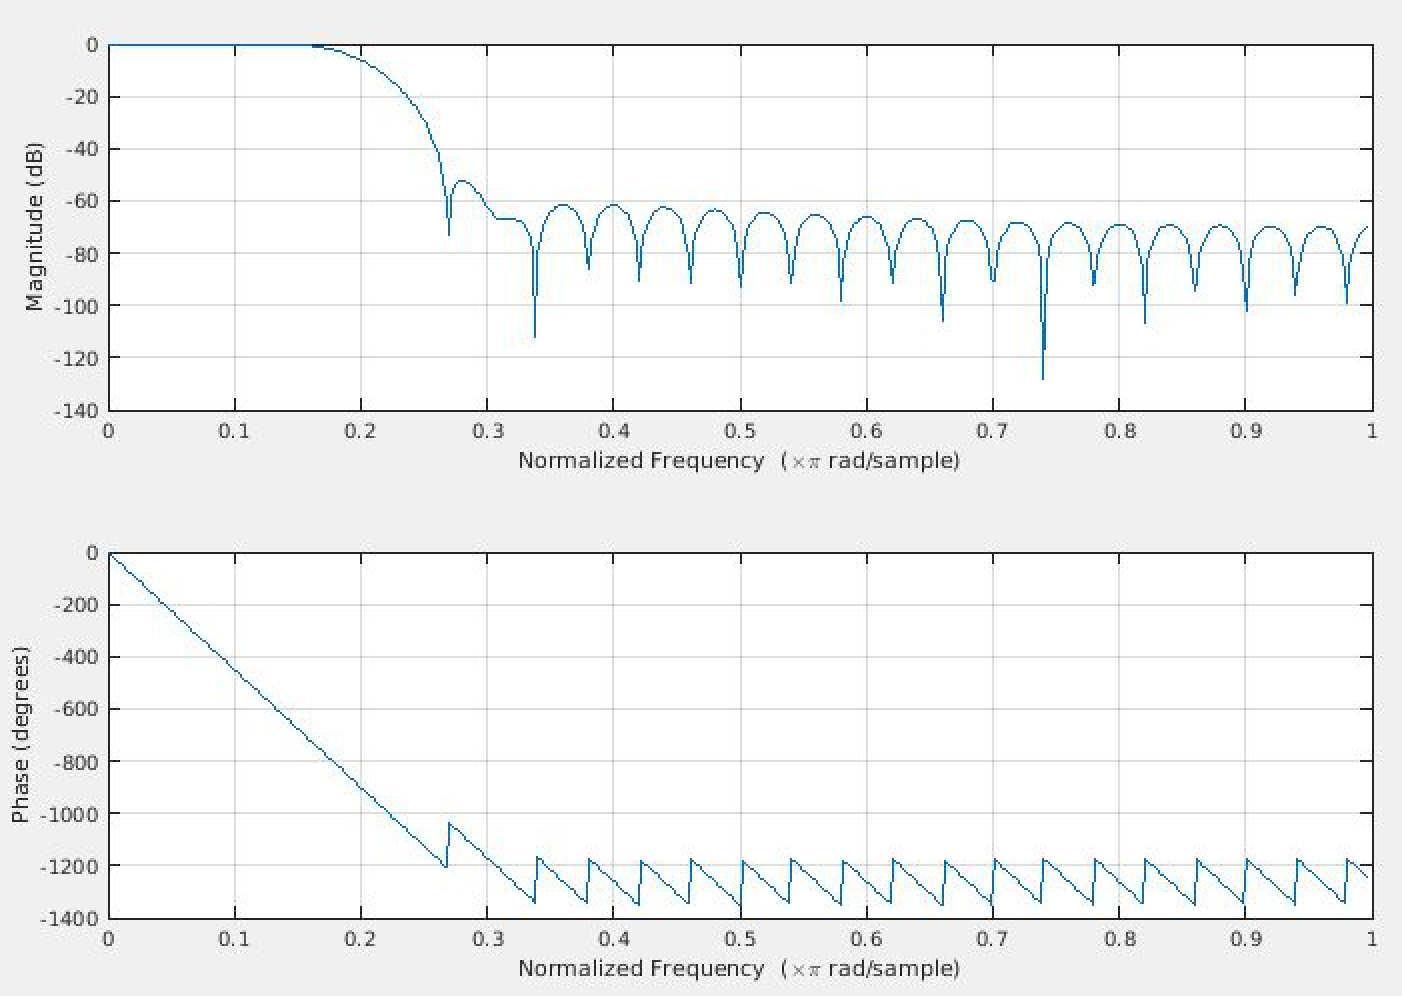 0
-20
-40
-60
-80
-100
-120
-140
Magnitude (dB)
0 0.1 0.2 0.3 0.4 0.5 0.6 0.7 0.8 0.9 1
Normalized Frequency (×π rad/sample)
0
-200
-400
-600
-800
-1000
-1200
-1400
Phase (degrees)
0 0.1 0.2 0.3 0.4 0.5 0.6 0.7 0.8 0.9 1
Normalized Frequency (×π rad/sample)